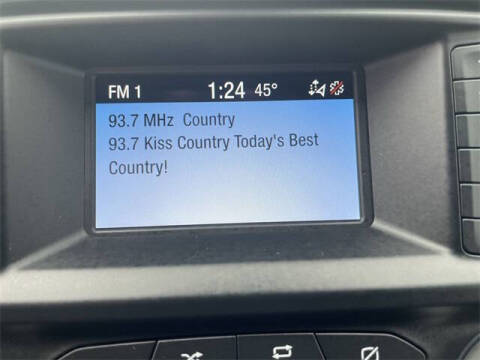 FM 1 1:24 45°
93.7 MHz Country
93.7 Kiss Country Today's Best
Country!